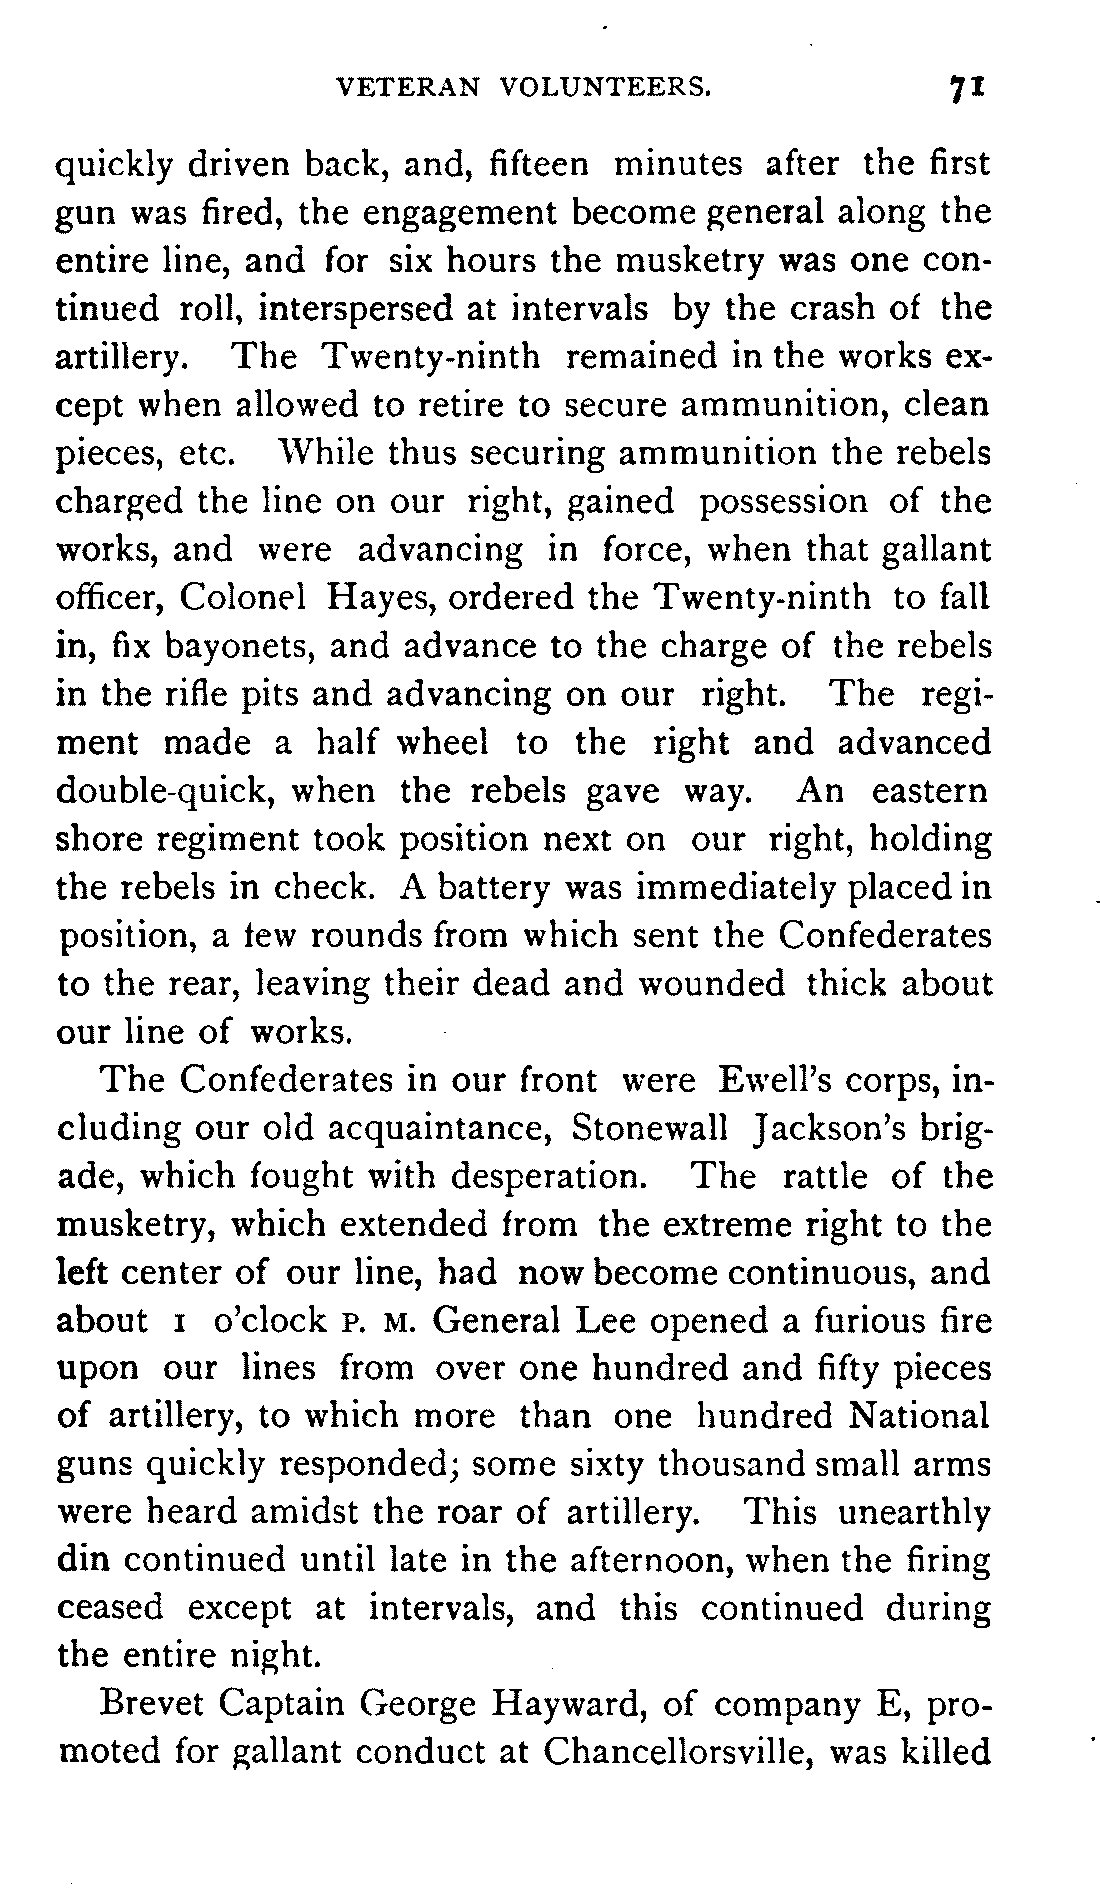 VETERAN VOLUNTEERS. 71
quickly driven back, and, fifteen minutes after the first
gun was fired, the engagement become general along the
entire line, and for six hours the musketry was one con-
tinued roll, interspersed at intervals by the crash of the
artillery. The Twenty-ninth remained in the works ex-
cept when allowed to retire to secure ammunition, clean
pieces, etc. While thus securing ammunition the rebels
charged the line on our right, gained possession of the
works, and were advancing in force, when that gallant
officer, Colonel Hayes, ordered the Twenty-ninth to fall
in, fix bayonets, and advance to the charge of the rebels
in the rifle pits and advancing on our right. The regi-
ment made a half wheel to the right and advanced
double-quick, when the rebels gave way. An eastern
shore regiment took position next on our right, holding
the rebels in check. A battery was immediately placed in
position, a few rounds from which sent the Confederates
to the rear, leaving their dead and wounded thick about
our line of works.
The Confederates in our front were Ewell's corps, in-
cluding our old acquaintance, Stonewall Jackson's brig-
ade, which fought with desperation. The rattle of the
musketry, which extended from the extreme right to the
left center of our line, had now become continuous, and
about 1 o'clock P. M. General Lee opened a furious fire
upon our lines from over one hundred and fifty pieces
of artillery, to which more than one hundred National
guns quickly responded; some sixty thousand small arms
were heard amidst the roar of artillery. This unearthly
din continued until late in the afternoon, when the firing
ceased except at intervals, and this continued during
the entire night.
Brevet Captain George Hayward, of company E, pro-
moted for gallant conduct at Chancellorsville, was killed